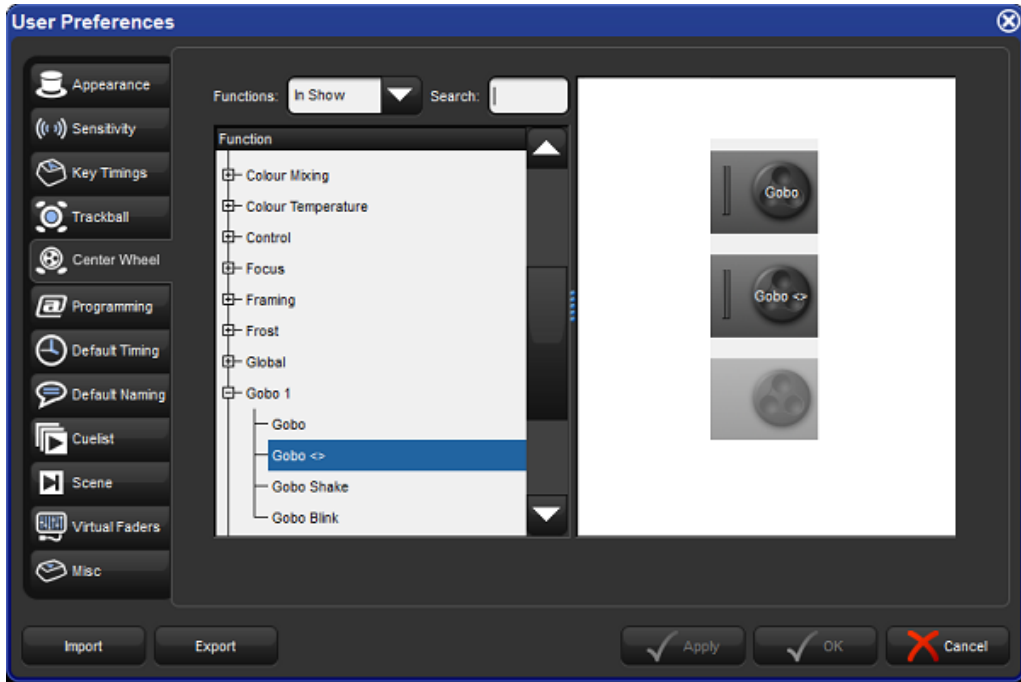 User Preferences
Appearance
Sensitivity
Key Timings
Trackball
Center Wheel
Programming
Default Timing
Default Naming
Cuelist
Scene
Virtual Faders
Misc
Functions: In Show Search:
Function
Colour Mixing
Colour Temperature
Control
Focus
Framing
Frost
Global
Gobo 1
Gobo
Gobo <>
Gobo Shake
Gobo Blink
Gobo
Gobo <>
Import Export Apply OK Cancel